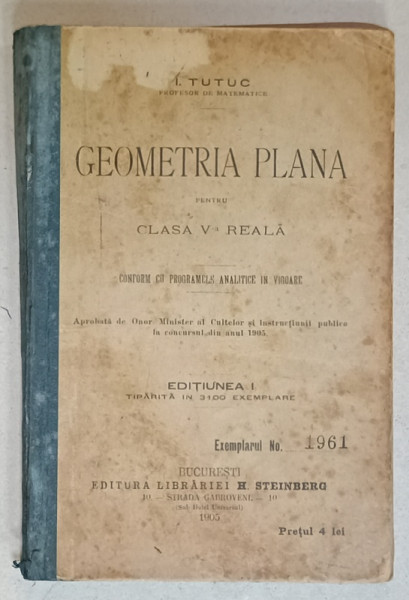 I. TUTUC
PROFESOR DE MATEMATICE
GEOMETRIA PLANA
PENTRU
CLASA V-a REALĂ
CONFORM CU PROGRAMELE ANALITICE IN VIGOARE
Aprobată de Onor. Minister al Cultelor și Instrucțiunii publice
la concursul din anul 1905
EDIȚIUNEA I.
TIPĂRITĂ IN 3100 EXEMPLARE
Exemplarul No. 1961
BUCUREȘTI
EDITURA LIBRĂRIEI H. STEINBERG
10. — STRADA GABROVENI. — 10
1905
Prețul 4 lei